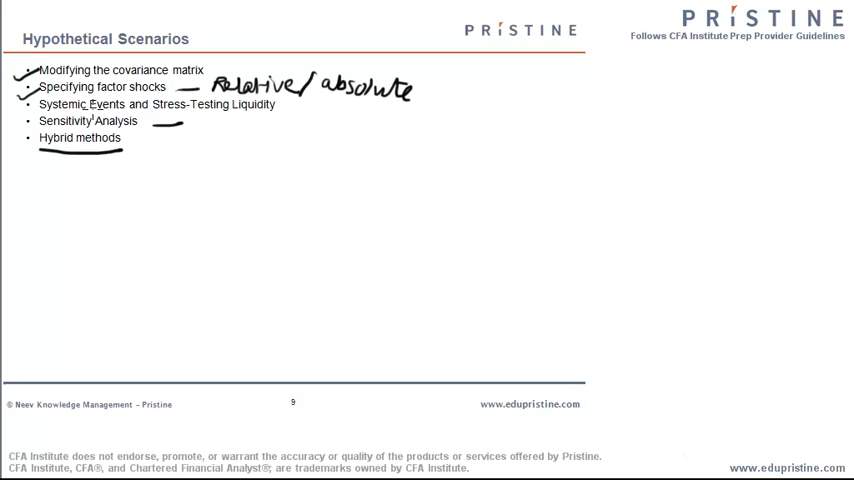 PRISTINE
Follows CFA Institute Prep Provider Guidelines
Hypothetical Scenarios
PRISTINE
• Modifying the covariance matrix
• Specifying factor shocks — Relative/absolute
• Systemic Events and Stress-Testing Liquidity
• Sensitivity Analysis
• Hybrid methods
© Neev Knowledge Management – Pristine
9
www.edupristine.com
CFA Institute does not endorse, promote, or warrant the accuracy or quality of the products or services offered by Pristine.
CFA Institute, CFA®, and Chartered Financial Analyst®; are trademarks owned by CFA Institute.
www.edupristine.com